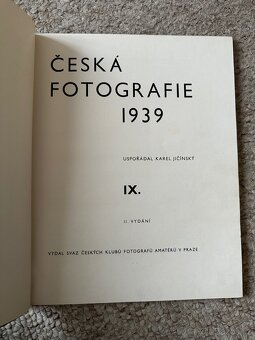 ČESKÁ
FOTOGRAFIE
1939
USPOŘÁDAL KAREL JIČÍNSKÝ
IX.
II. VYDÁNÍ
VYDAL SVAZ ČESKÝCH KLUBŮ FOTOGRAFŮ AMATÉRŮ V PRAZE